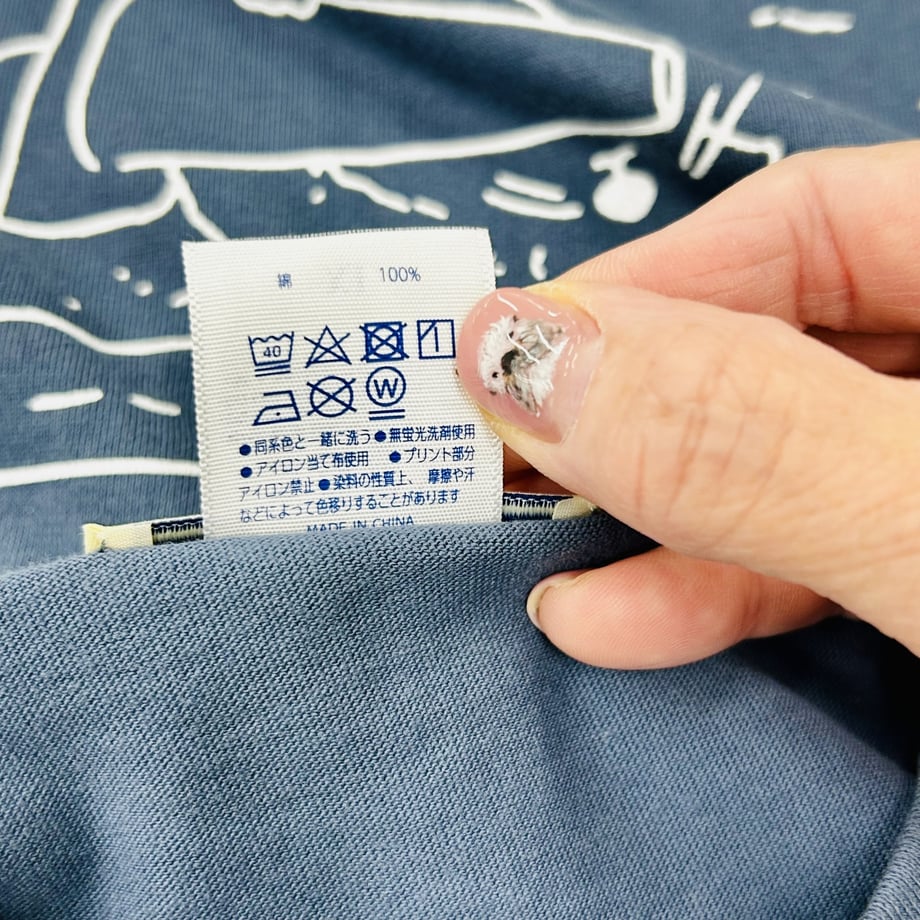 綿 100%
40
W
●同系色と一緒に洗う●無蛍光洗剤使用
●アイロン当て布使用 ●プリント部分
アイロン禁止●染料の性質上、摩擦や汗
などによって色移りすることがあります
MADE IN CHINA